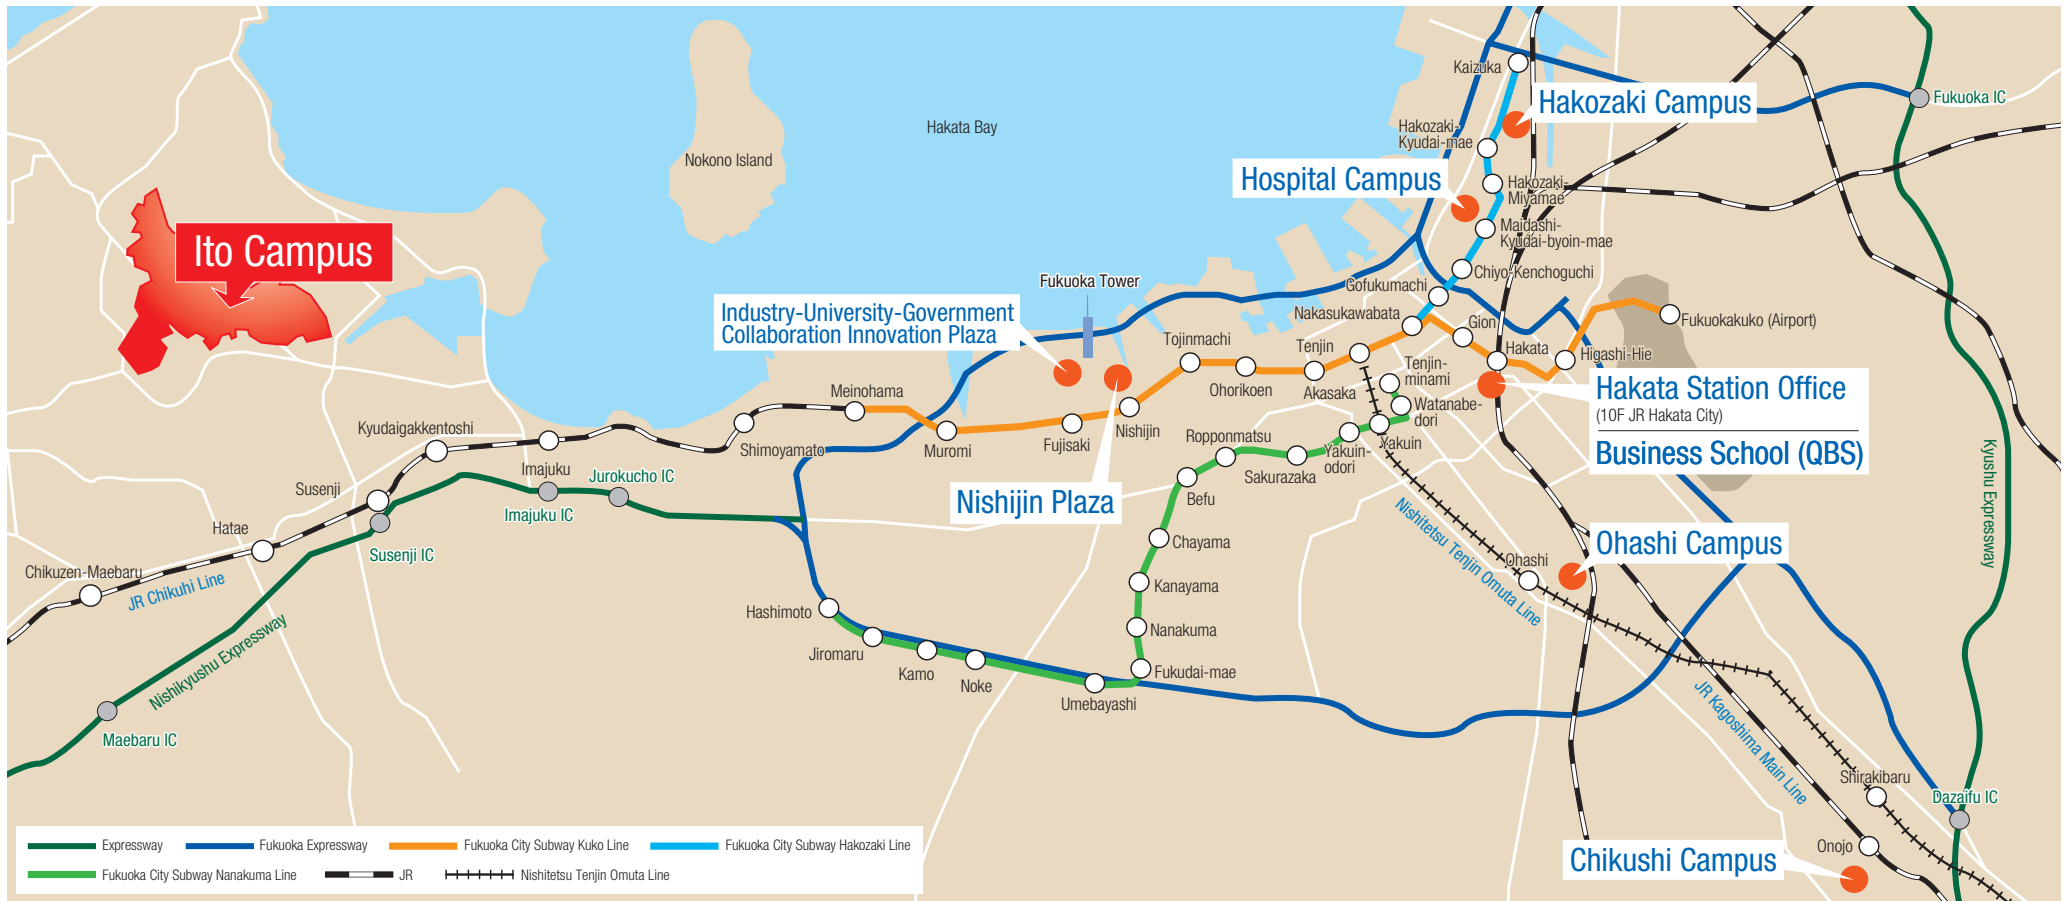 Kaizuka
Hakozaki Campus
Fukuoka IC
Hakata Bay
Hakozaki-
Kyudai-mae
Nokono Island
Hospital Campus
Hakozaki-
Miyamae
Maidashi-
Kyudai-byoin-mae
Ito Campus
Chiyo-Kenchoguchi
Fukuoka Tower
Gofukumachi
Industry-University-Government
Collaboration Innovation Plaza
Nakasukawabata
Gion
Fukuokakuko (Airport)
Tojinmachi
Tenjin
Hakata
Higashi-Hie
Tenjin-
minami
Meinohama
Ohorikoen
Akasaka
Hakata Station Office
(10F JR Hakata City)
Watanabe-
dori
Kyudaigakkentoshi
Shimoyamato
Muromi
Fujisaki
Nishijin
Ropponmatsu
Yakuin-
odori
Yakuin
Business School (QBS)
Imajuku
Jurokucho IC
Sakurazaka
Susenji
Nishijin Plaza
Befu
Kyushu Expressway
Imajuku IC
Hatae
Susenji IC
Chayama
Nishitetsu Tenjin Omuta Line
Ohashi Campus
Ohashi
Chikuzen-Maebaru
JR Chikuhi Line
Kanayama
Hashimoto
Nanakuma
Nishikyushu Expressway
Jiromaru
Kamo
Noke
Fukudai-mae
Umebayashi
JR Kagoshima Main Line
Maebaru IC
Shirakibaru
Dazaifu IC
Onojo
Chikushi Campus
Expressway
Fukuoka Expressway
Fukuoka City Subway Kuko Line
Fukuoka City Subway Hakozaki Line
Fukuoka City Subway Nanakuma Line
JR
Nishitetsu Tenjin Omuta Line